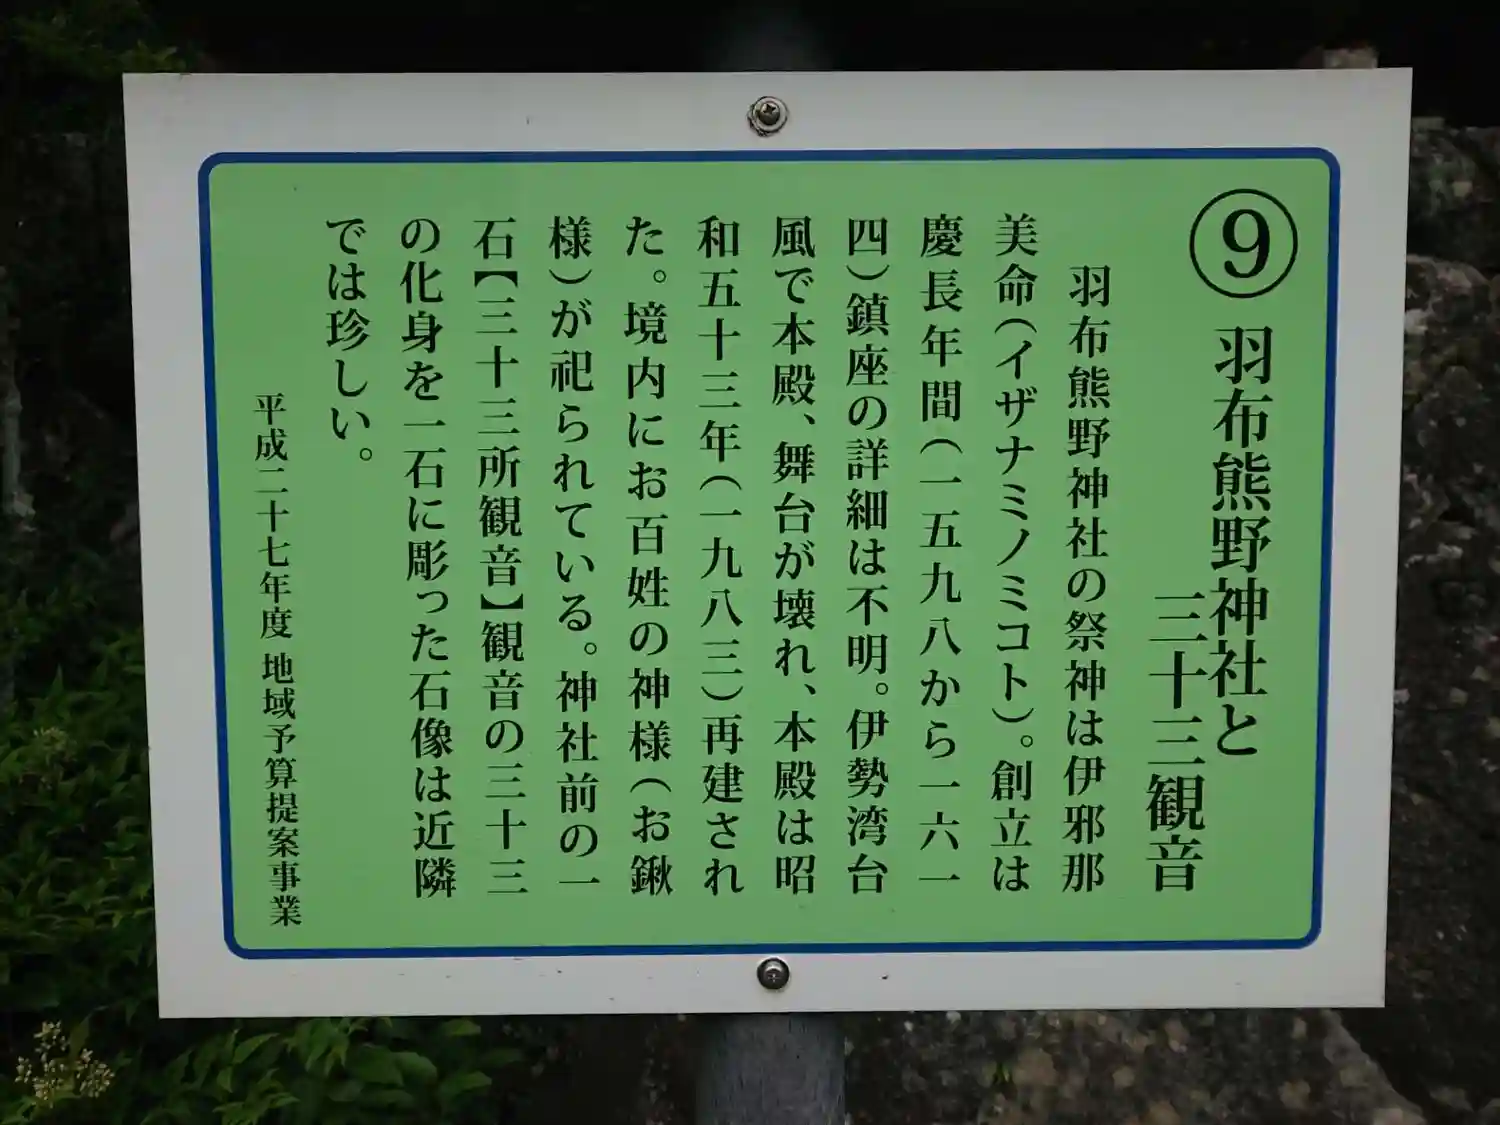 ⑨ 羽布熊野神社と
三十三観音
羽布熊野神社の祭神は伊邪那
美命(イザナミノミコト)。創立は
慶長年間(一五九八から一六一
四)鎮座の詳細は不明。伊勢湾台
風で本殿、舞台が壊れ、本殿は昭
和五十三年(一九八三)再建され
た。境内にお百姓の神様(お鍬
様)が祀られている。神社前の一
石【三十三所観音】観音の三十三
の化身を一石に彫った石像は近隣
では珍しい。
平成二十七年度 地域予算提案事業